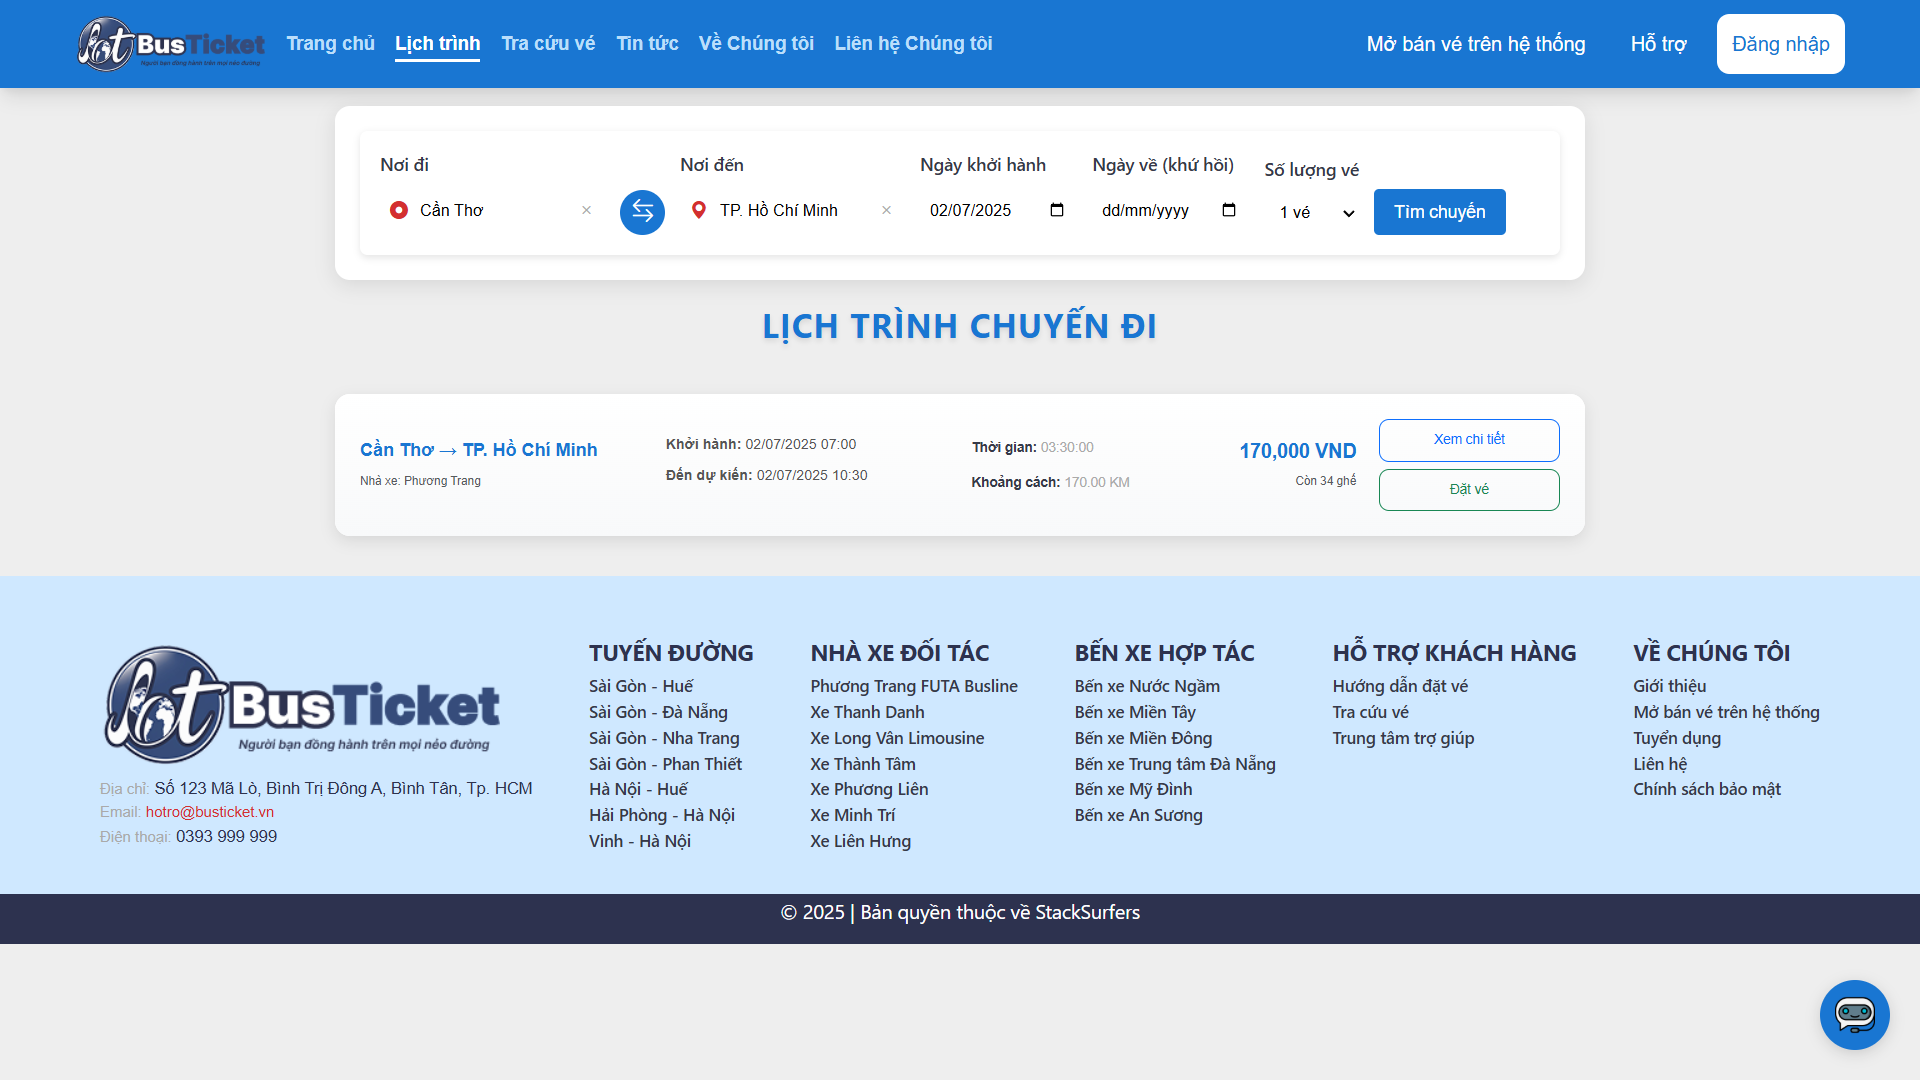 hot BusTicket
Người bạn đồng hành trên mọi nẻo đường
Trang chủ
Lịch trình
Tra cứu vé
Tin tức
Về Chúng tôi
Liên hệ Chúng tôi
Mở bán vé trên hệ thống
Hỗ trợ
Đăng nhập
Nơi đi
Cần Thơ
×
Nơi đến
TP. Hồ Chí Minh
×
Ngày khởi hành
02/07/2025
Ngày về (khứ hồi)
dd/mm/yyyy
Số lượng vé
1 vé
Tìm chuyến
LỊCH TRÌNH CHUYẾN ĐI
Cần Thơ → TP. Hồ Chí Minh
Nhà xe: Phương Trang
Khởi hành: 02/07/2025 07:00
Đến dự kiến: 02/07/2025 10:30
Thời gian: 03:30:00
Khoảng cách: 170.00 KM
170,000 VND
Còn 34 ghế
Xem chi tiết
Đặt vé
hot BusTicket
Người bạn đồng hành trên mọi nẻo đường
Địa chỉ: Số 123 Mã Lò, Bình Trị Đông A, Bình Tân, Tp. HCM
Email: hotro@busticket.vn
Điện thoại: 0393 999 999
TUYẾN ĐƯỜNG
Sài Gòn - Huế
Sài Gòn - Đà Nẵng
Sài Gòn - Nha Trang
Sài Gòn - Phan Thiết
Hà Nội - Huế
Hải Phòng - Hà Nội
Vinh - Hà Nội
NHÀ XE ĐỐI TÁC
Phương Trang FUTA Busline
Xe Thanh Danh
Xe Long Vân Limousine
Xe Thành Tâm
Xe Phương Liên
Xe Minh Trí
Xe Liên Hưng
BẾN XE HỢP TÁC
Bến xe Nước Ngầm
Bến xe Miền Tây
Bến xe Miền Đông
Bến xe Trung tâm Đà Nẵng
Bến xe Mỹ Đình
Bến xe An Sương
HỖ TRỢ KHÁCH HÀNG
Hướng dẫn đặt vé
Tra cứu vé
Trung tâm trợ giúp
VỀ CHÚNG TÔI
Giới thiệu
Mở bán vé trên hệ thống
Tuyển dụng
Liên hệ
Chính sách bảo mật
© 2025 | Bản quyền thuộc về StackSurfers